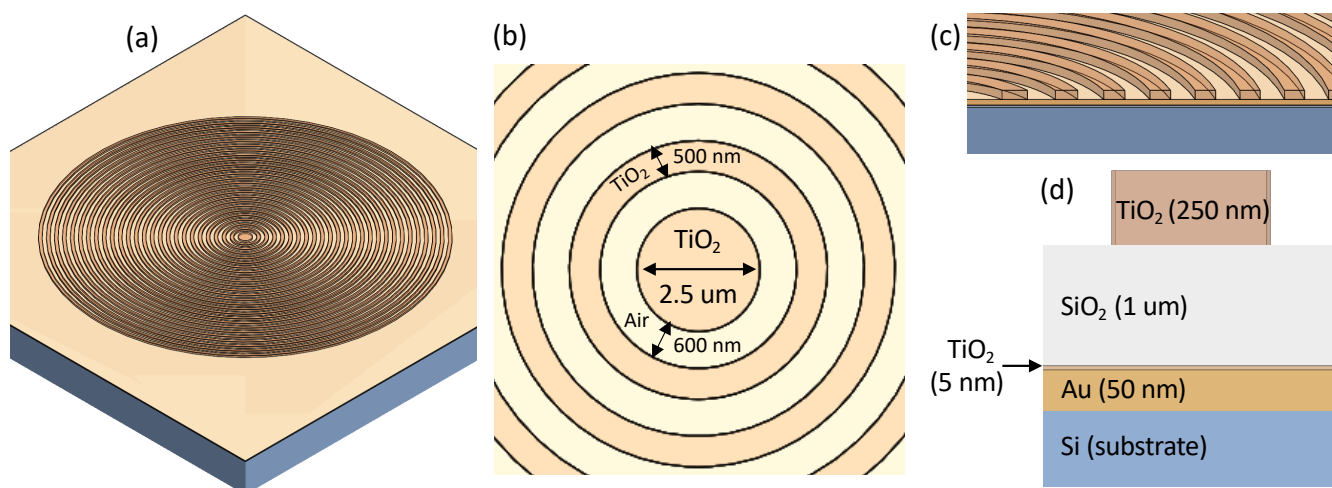 (a)
(b)
500 nm
TiO₂
TiO₂
2.5 um
Air
600 nm
(c)
(d)
TiO₂ (250 nm)
SiO₂ (1 um)
TiO₂
(5 nm)
Au (50 nm)
Si (substrate)